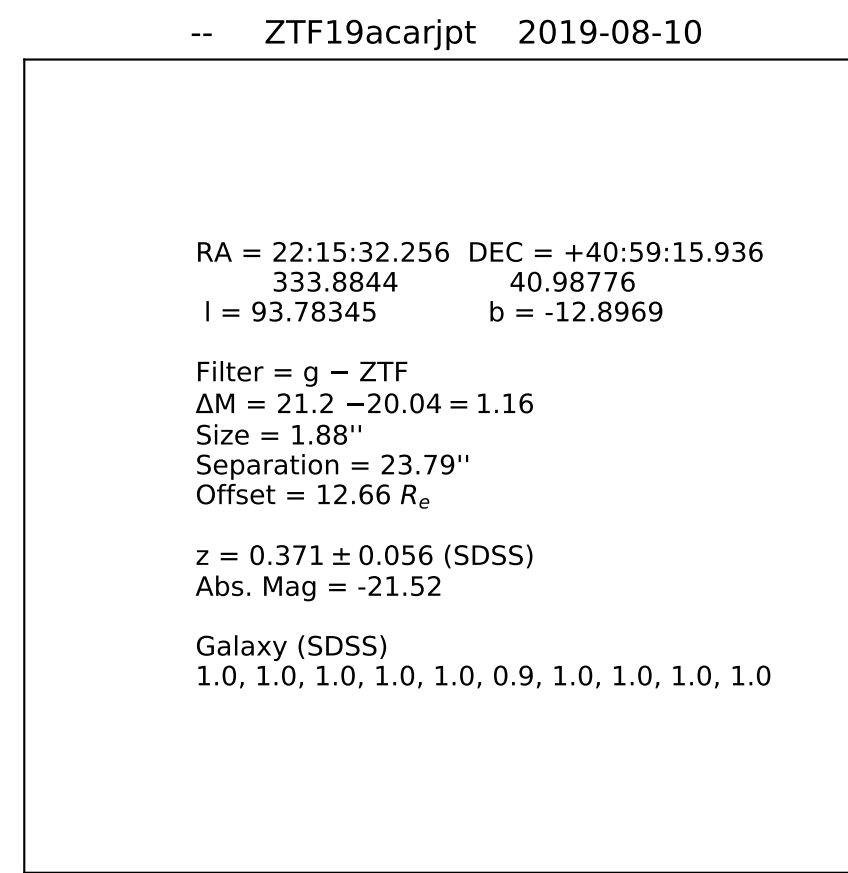 -- ZTF19acarjpt 2019-08-10
RA = 22:15:32.256 DEC = +40:59:15.936
333.8844 40.98776
l = 93.78345 b = -12.8969
Filter = g − ZTF
ΔM = 21.2 −20.04 = 1.16
Size = 1.88''
Separation = 23.79''
Offset = 12.66 Rₑ
z = 0.371 ± 0.056 (SDSS)
Abs. Mag = -21.52
Galaxy (SDSS)
1.0, 1.0, 1.0, 1.0, 1.0, 0.9, 1.0, 1.0, 1.0, 1.0